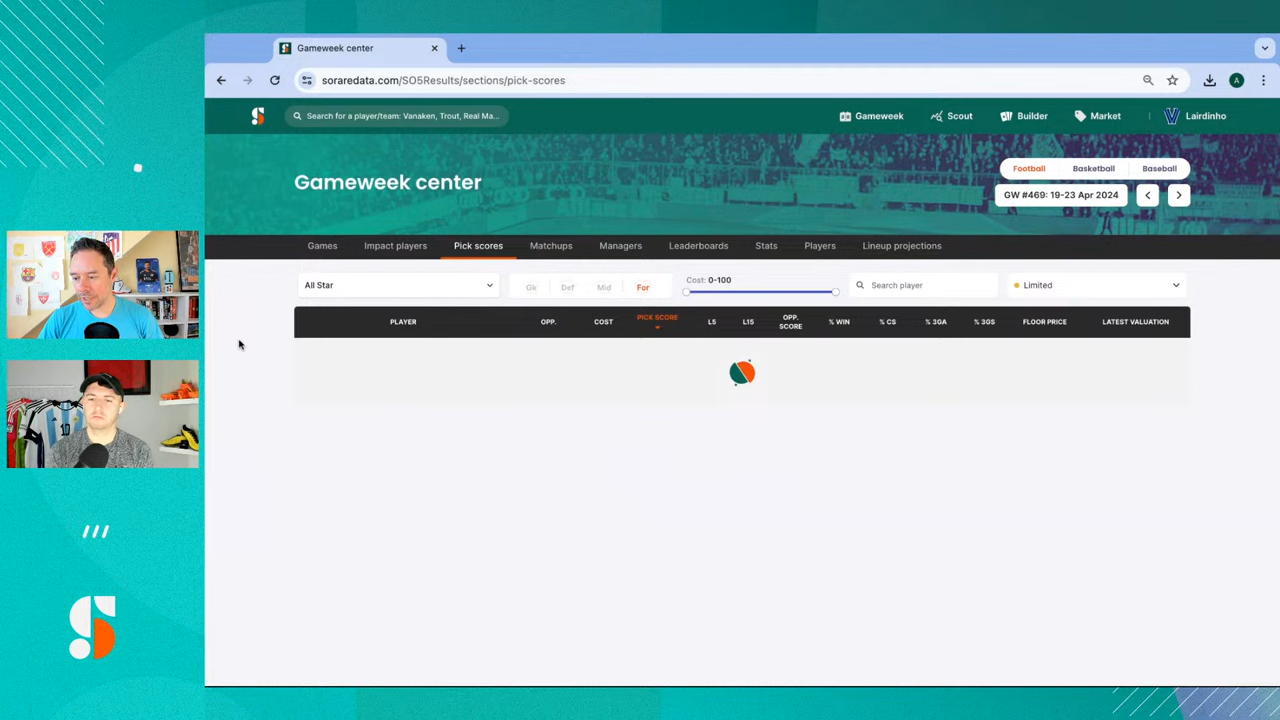 Gameweek center
soraredata.com/SO5Results/sections/pick-scores
A
Search for a player/team: Vanaken, Trout, Real Ma...
Gameweek
Scout
Builder
Market
Lairdinho
Gameweek center
Football
Basketball
Baseball
GW #469: 19-23 Apr 2024
Games
Impact players
Pick scores
Matchups
Managers
Leaderboards
Stats
Players
Lineup projections
All Star
Gk
Def
Mid
For
Cost: 0-100
Search player
Limited
PLAYER
OPP.
COST
PICK SCORE
L5
L15
OPP.
SCORE
% WIN
% CS
% 3GA
% 3GS
FLOOR PRICE
LATEST VALUATION
10